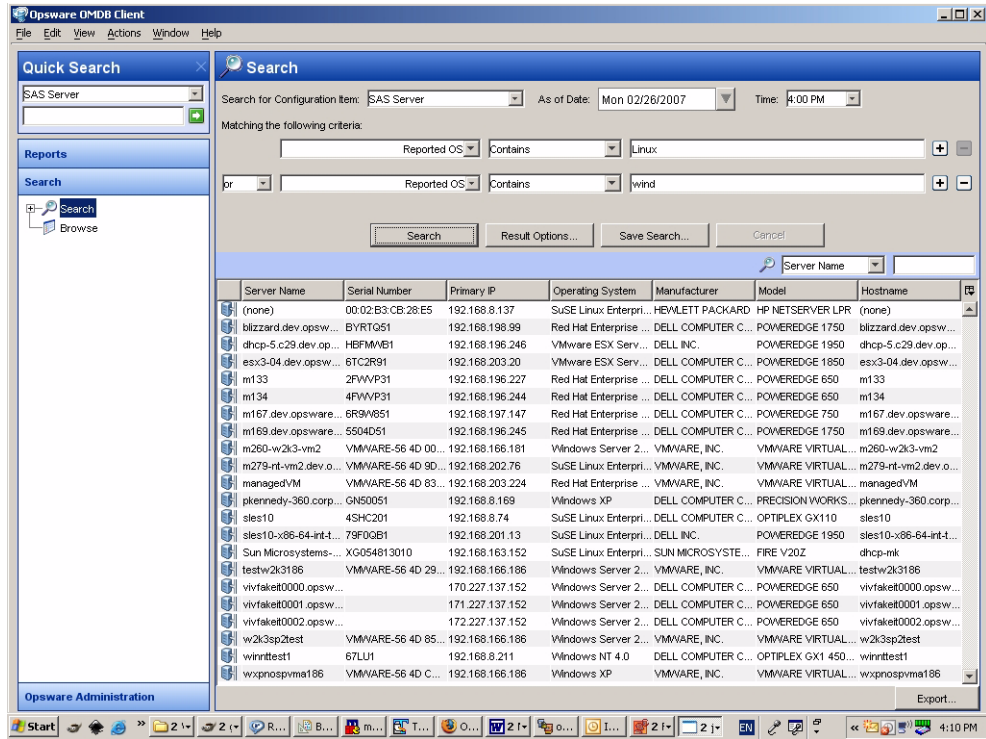 Opsware OMDB Client
File Edit View Actions Window Help
Quick Search
SAS Server
Reports
Search
Search
Browse
Opsware Administration
Search
Search for Configuration Item: SAS Server As of Date: Mon 02/26/2007 Time: 4:00 PM
Matching the following criteria:
Reported OS Contains Linux
or Reported OS Contains wind
Search Result Options... Save Search... Cancel
Server Name
Server Name Serial Number Primary IP Operating System Manufacturer Model Hostname
(none) 00:02:B3:CB:28:E5 192.168.8.137 SuSE Linux Enterpri... HEWLETT PACKARD HP NETSERVER LPR (none)
blizzard.dev.opsw... BYRTQ51 192.168.198.99 Red Hat Enterprise ... DELL COMPUTER C... POWEREDGE 1750 blizzard.dev.opsw...
dhcp-5.c29.dev.op... HBFMWB1 192.168.196.246 VMware ESX Serv... DELL INC. POWEREDGE 1950 dhcp-5.c29.dev.op...
esx3-04.dev.opsw... 6TC2R91 192.168.203.20 VMware ESX Serv... DELL COMPUTER C... POWEREDGE 1850 esx3-04.dev.opsw...
m133 2FWVP31 192.168.196.227 Red Hat Enterprise ... DELL COMPUTER C... POWEREDGE 650 m133
m134 4FWVP31 192.168.196.244 Red Hat Enterprise ... DELL COMPUTER C... POWEREDGE 650 m134
m167.dev.opsware... 6R9W851 192.168.197.147 Red Hat Enterprise ... DELL COMPUTER C... POWEREDGE 750 m167.dev.opsware...
m169.dev.opsware... 5504D51 192.168.196.245 Red Hat Enterprise ... DELL COMPUTER C... POWEREDGE 1750 m169.dev.opsware...
m260-w2k3-vm2 VMWARE-56 4D 00... 192.168.166.181 Windows Server 2... VMWARE, INC. VMWARE VIRTUAL... m260-w2k3-vm2
m279-nt-vm2.dev.o... VMWARE-56 4D 9D... 192.168.202.76 SuSE Linux Enterpri... VMWARE, INC. VMWARE VIRTUAL... m279-nt-vm2.dev.o...
managedVM VMWARE-56 4D 83... 192.168.203.224 Red Hat Enterprise ... VMWARE, INC. VMWARE VIRTUAL... managedVM
pkennedy-360.corp... GN50051 192.168.8.169 Windows XP DELL COMPUTER C... PRECISION WORKS... pkennedy-360.corp...
sles10 4SHC201 192.168.8.74 SuSE Linux Enterpri... DELL COMPUTER C... OPTIPLEX GX110 sles10
sles10-x86-64-int-t... 79F0QB1 192.168.201.13 SuSE Linux Enterpri... DELL INC. POWEREDGE 1950 sles10-x86-64-int-t...
Sun Microsystems-... XG054813010 192.168.163.152 SuSE Linux Enterpri... SUN MICROSYSTE... FIRE V20Z dhcp-mk
testw2k3186 VMWARE-56 4D 29... 192.168.166.186 Windows Server 2... VMWARE, INC. VMWARE VIRTUAL... testw2k3186
vivfakeit0000.opsw... 170.227.137.152 Windows Server 2... DELL COMPUTER C... POWEREDGE 650 vivfakeit0000.opsw...
vivfakeit0001.opsw... 171.227.137.152 Windows Server 2... DELL COMPUTER C... POWEREDGE 650 vivfakeit0001.opsw...
vivfakeit0002.opsw... 172.227.137.152 Windows Server 2... DELL COMPUTER C... POWEREDGE 650 vivfakeit0002.opsw...
w2k3sp2test VMWARE-56 4D 85... 192.168.166.186 Windows Server 2... VMWARE, INC. VMWARE VIRTUAL... w2k3sp2test
winnttest1 67LU1 192.168.8.211 Windows NT 4.0 DELL COMPUTER C... OPTIPLEX GX1 450... winnttest1
wxpnospvma186 VMWARE-56 4D C... 192.168.166.186 Windows XP VMWARE, INC. VMWARE VIRTUAL... wxpnospvma186
Export...
Start 2 2 ( R... B... m... T... O... 2 o... I... 2 2 EN 4:10 PM